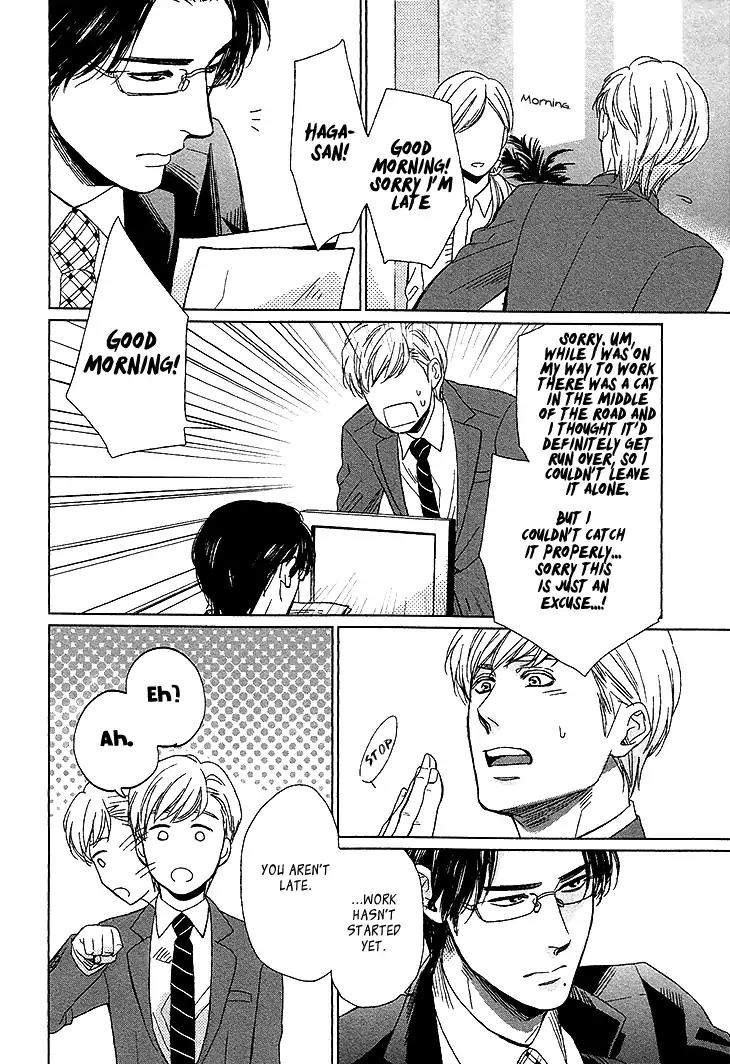 Morning
GOOD
MORNING!
SORRY I'M
LATE
HAGA-
SAN!
GOOD
MORNING!
SORRY. UM,
WHILE I WAS ON
MY WAY TO WORK
THERE WAS A CAT
IN THE MIDDLE
OF THE ROAD AND
I THOUGHT IT'D
DEFINITELY GET
RUN OVER, SO I
COULDN'T LEAVE
IT ALONE.
BUT I
COULDN'T CATCH
IT PROPERLY...
SORRY THIS
IS JUST AN
EXCUSE...!
STOP
...WORK
HASN'T
STARTED
YET.
YOU AREN'T
LATE.
Eh?
Ah.